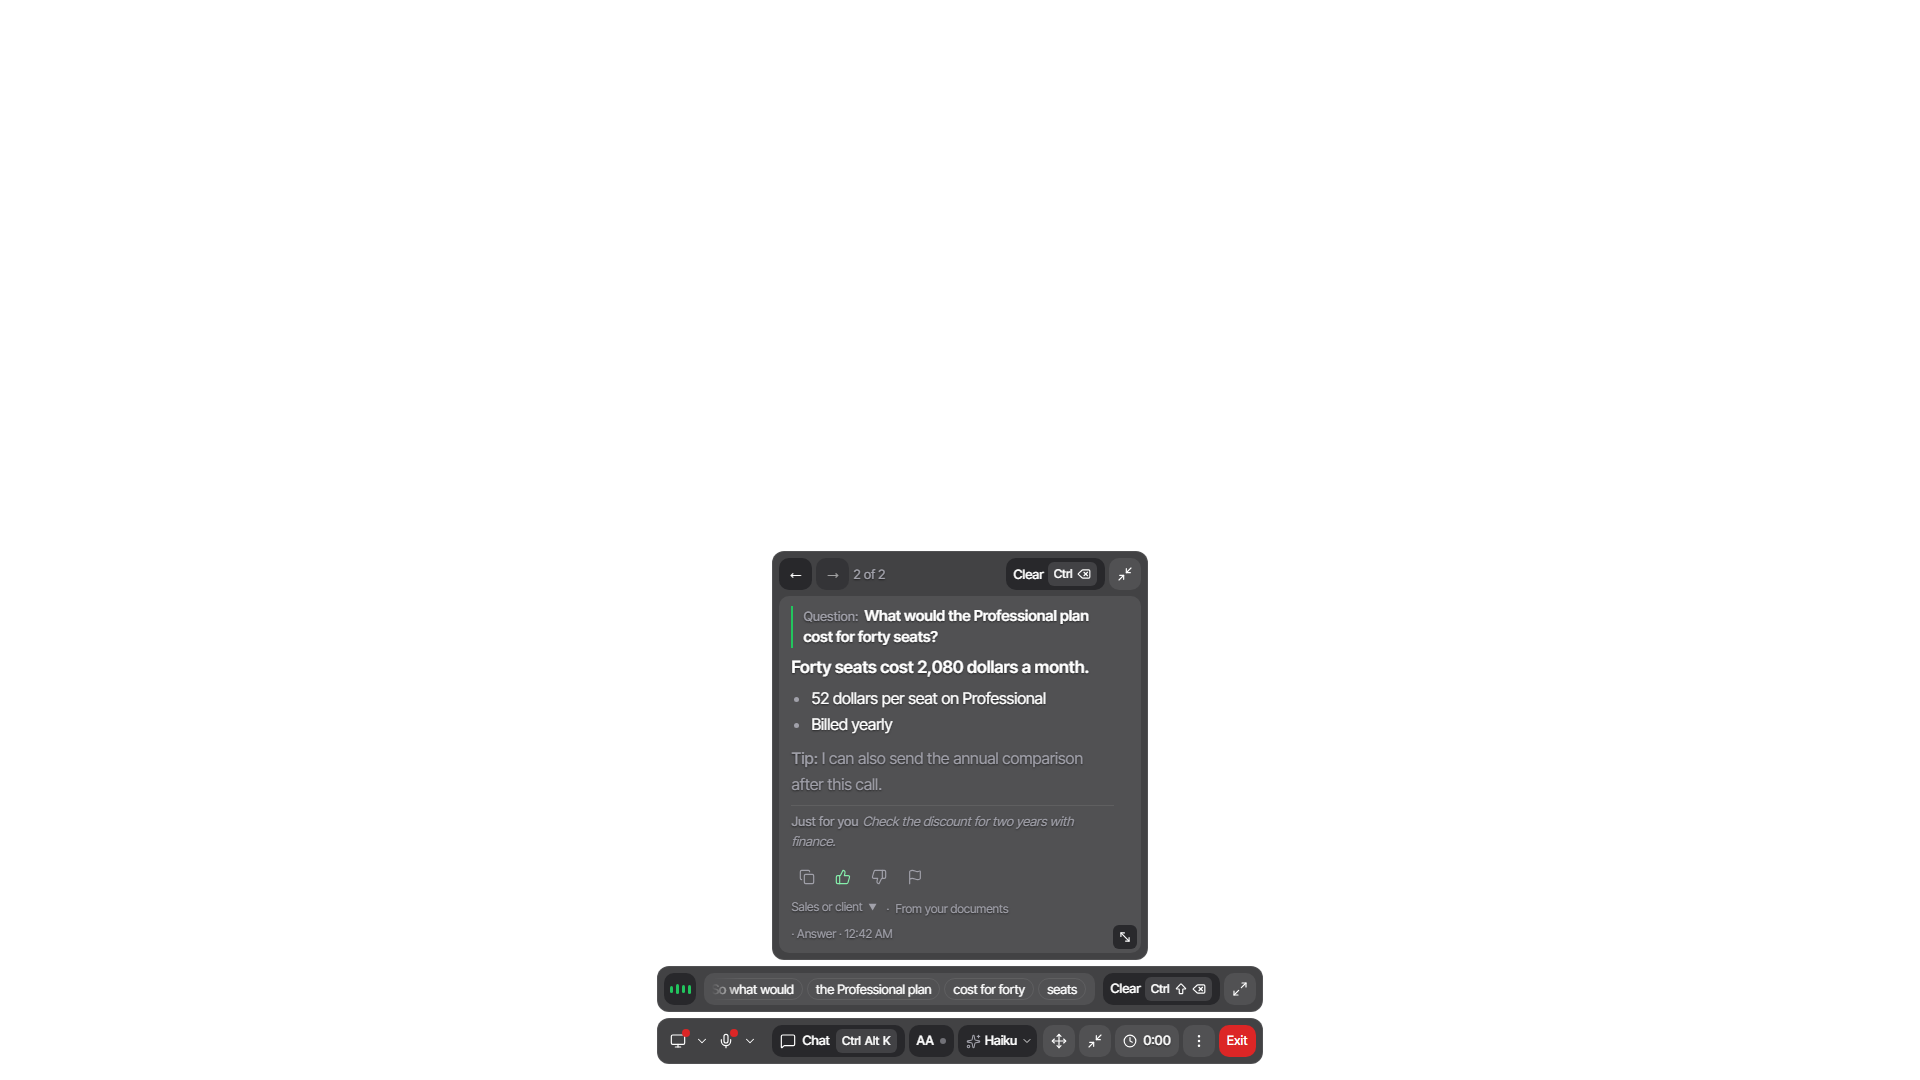 ← → 2 of 2 Clear Ctrl
Question: What would the Professional plan
cost for forty seats?
Forty seats cost 2,080 dollars a month.
• 52 dollars per seat on Professional
• Billed yearly
Tip: I can also send the annual comparison
after this call.
Just for you Check the discount for two years with
finance.
Sales or client ▼ · From your documents
· Answer · 12:42 AM
So what would the Professional plan cost for forty seats Clear Ctrl
Chat Ctrl Alt K AA Haiku 0:00 Exit